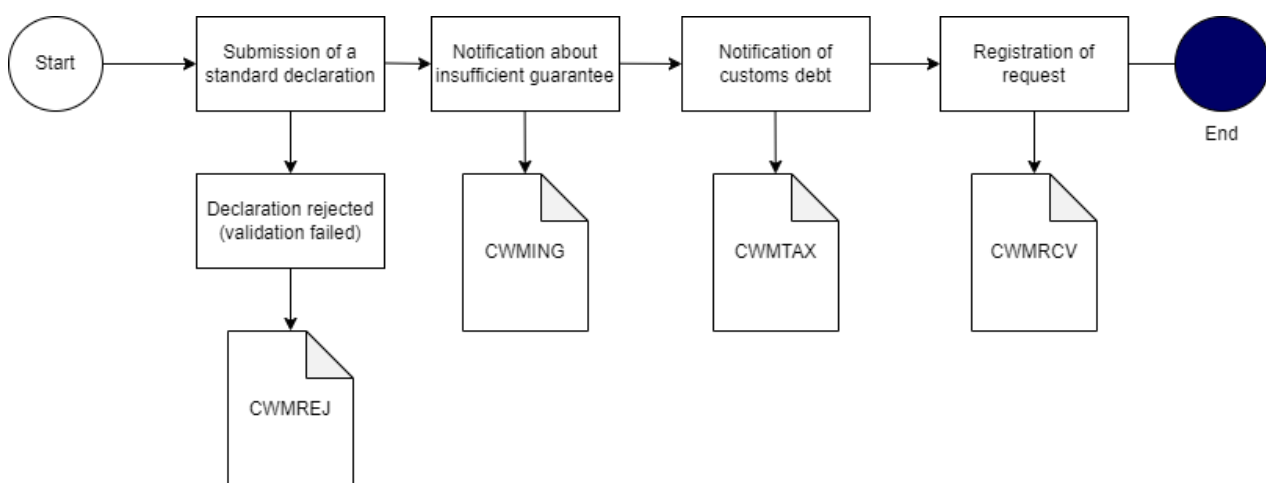 Start
Submission of a
standard declaration
Notification about
insufficient guarantee
Notification of
customs debt
Registration of
request
End
Declaration rejected
(validation failed)
CWMING
CWMTAX
CWMRCV
CWMREJ